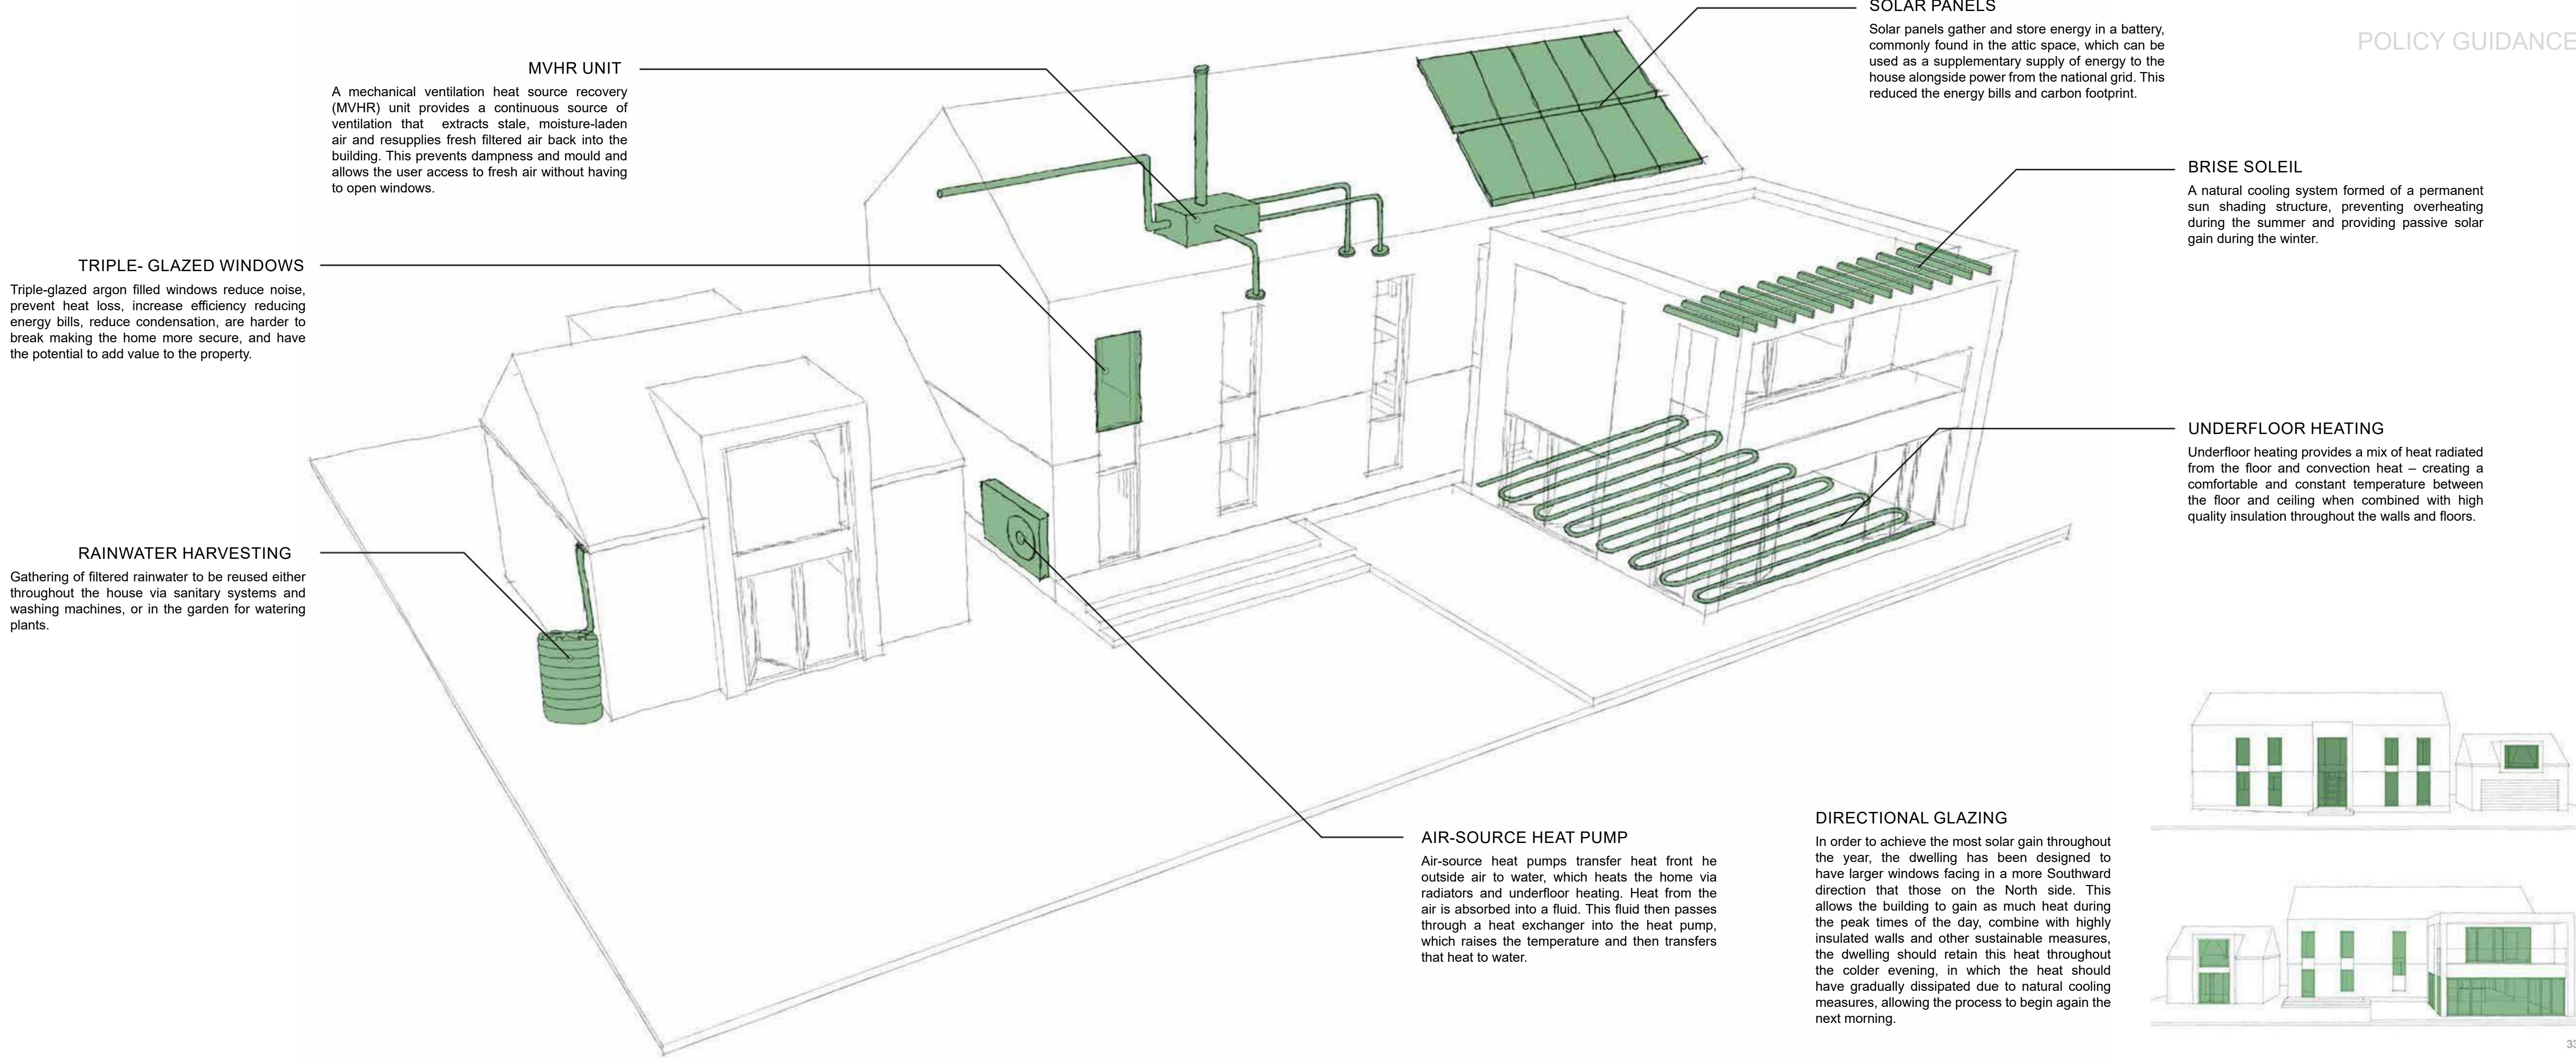 SOLAR PANELS
Solar panels gather and store energy in a battery,
commonly found in the attic space, which can be
used as a supplementary supply of energy to the
house alongside power from the national grid. This
reduced the energy bills and carbon footprint.
POLICY GUIDANCE
MVHR UNIT
A mechanical ventilation heat source recovery
(MVHR) unit provides a continuous source of
ventilation that extracts stale, moisture-laden
air and resupplies fresh filtered air back into the
building. This prevents dampness and mould and
allows the user access to fresh air without having
to open windows.
BRISE SOLEIL
A natural cooling system formed of a permanent
sun shading structure, preventing overheating
during the summer and providing passive solar
gain during the winter.
TRIPLE- GLAZED WINDOWS
Triple-glazed argon filled windows reduce noise,
prevent heat loss, increase efficiency reducing
energy bills, reduce condensation, are harder to
break making the home more secure, and have
the potential to add value to the property.
UNDERFLOOR HEATING
Underfloor heating provides a mix of heat radiated
from the floor and convection heat – creating a
comfortable and constant temperature between
the floor and ceiling when combined with high
quality insulation throughout the walls and floors.
RAINWATER HARVESTING
Gathering of filtered rainwater to be reused either
throughout the house via sanitary systems and
washing machines, or in the garden for watering
plants.
AIR-SOURCE HEAT PUMP
Air-source heat pumps transfer heat front he
outside air to water, which heats the home via
radiators and underfloor heating. Heat from the
air is absorbed into a fluid. This fluid then passes
through a heat exchanger into the heat pump,
which raises the temperature and then transfers
that heat to water.
DIRECTIONAL GLAZING
In order to achieve the most solar gain throughout
the year, the dwelling has been designed to
have larger windows facing in a more Southward
direction that those on the North side. This
allows the building to gain as much heat during
the peak times of the day, combine with highly
insulated walls and other sustainable measures,
the dwelling should retain this heat throughout
the colder evening, in which the heat should
have gradually dissipated due to natural cooling
measures, allowing the process to begin again the
next morning.